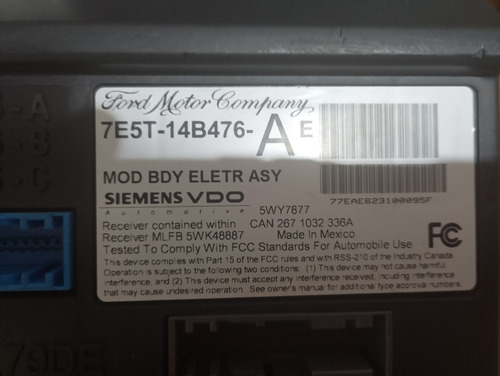 Ford Motor Company
7E5T-14B476-AE
MOD BDY ELETR ASY
SIEMENS VDO
Automotive 5WY7877
77EAE623100095F
Receiver contained within CAN 267 1032 336A
Receiver MLFB 5WK48887 Made In Mexico
Tested To Comply With FCC Standards For Automobile Use
FC
This device complies with Part 15 of the FCC rules and with RSS-210 of the Industry Canada
Operation is subject to the following two conditions: (1) This device may not cause harmful
interference, and (2) This device must accept any interference received, including interference
that may cause undesired operation. See owner's manual for additional type approval numbers.
-A
-B
-C
79DE